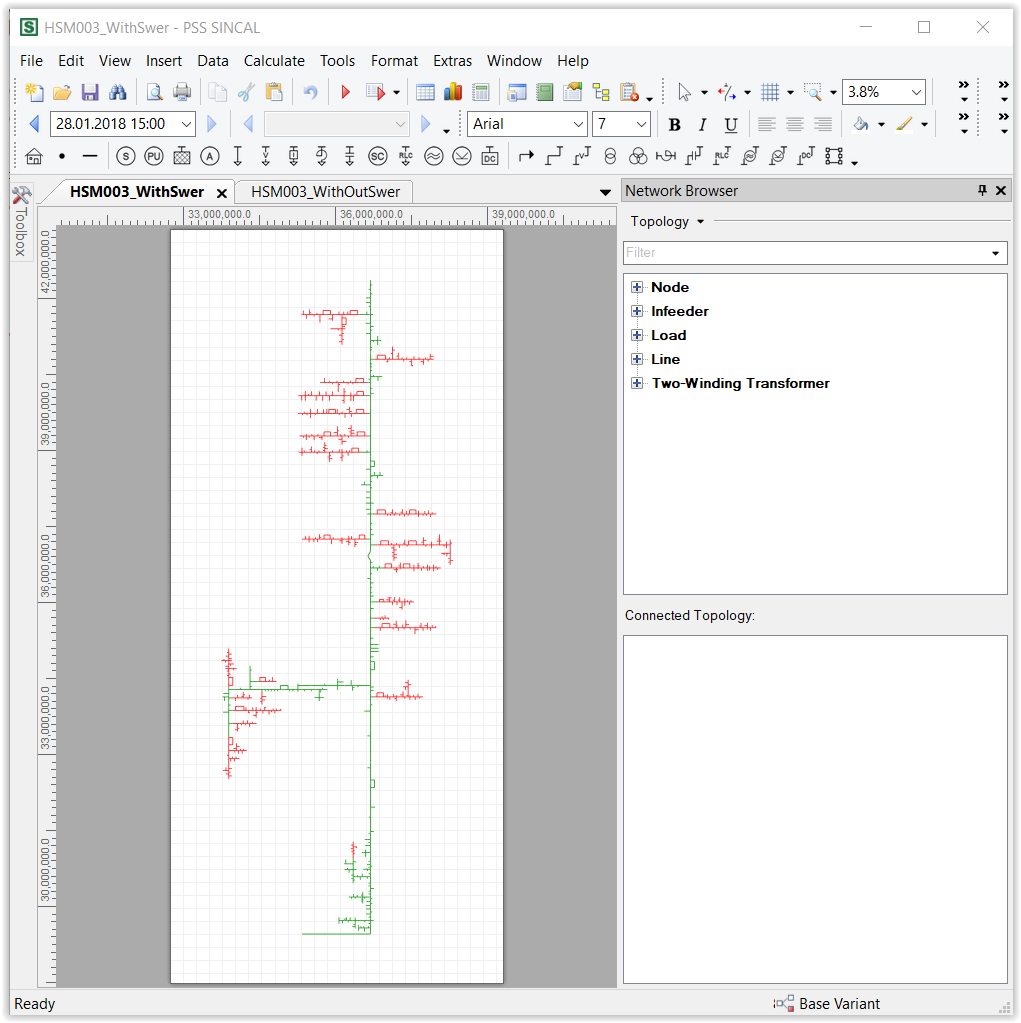 HSM003_WithSwer - PSS SINCAL
File Edit View Insert Data Calculate Tools Format Extras Window Help
3.8%
28.01.2018 15:00 Arial 7 B I U
S PU A SC RLC DC RLC DC
HSM003_WithSwer HSM003_WithOutSwer Network Browser
Toolbox
33,000,000.0 36,000,000.0 39,000,000.0
Topology
Filter
42,000,000.0
39,000,000.0
36,000,000.0
33,000,000.0
30,000,000.0
Node
Infeeder
Load
Line
Two-Winding Transformer
Connected Topology:
Ready Base Variant